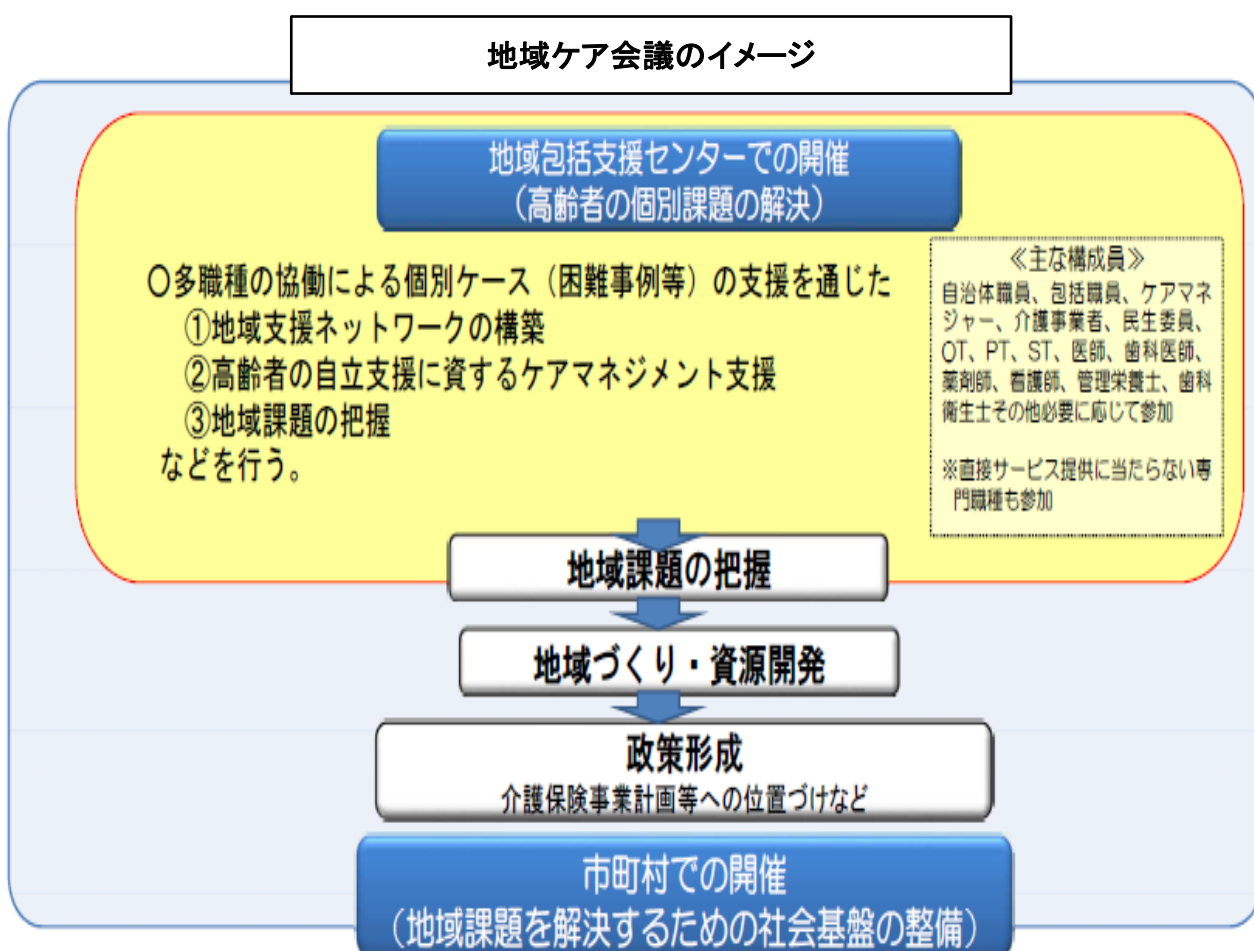 地域ケア会議のイメージ
地域包括支援センターでの開催
（高齢者の個別課題の解決）
〇多職種の協働による個別ケース（困難事例等）の支援を通じた
①地域支援ネットワークの構築
②高齢者の自立支援に資するケアマネジメント支援
③地域課題の把握
などを行う。
≪主な構成員≫
自治体職員、包括職員、ケアマネ
ジャー、介護事業者、民生委員、
OT、PT、ST、医師、歯科医師、
薬剤師、看護師、管理栄養士、歯科
衛生士その他必要に応じて参加
※直接サービス提供に当たらない専
門職種も参加
地域課題の把握
地域づくり・資源開発
政策形成
介護保険事業計画等への位置づけなど
市町村での開催
（地域課題を解決するための社会基盤の整備）